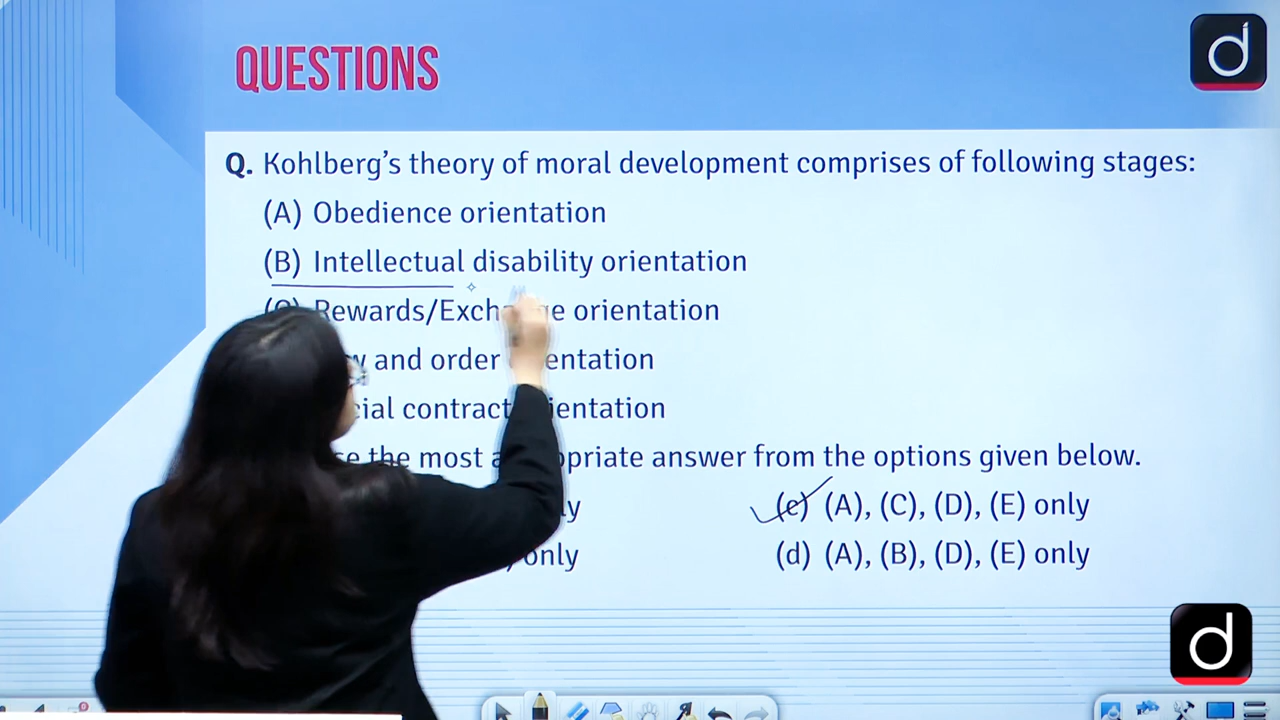 QUESTIONS
Q. Kohlberg's theory of moral development comprises of following stages:
(A) Obedience orientation
(B) Intellectual disability orientation
Rewards/Exch e orientation
and order entation
cial contract ientation
the most opriate answer from the options given below.
(c) (A), (C), (D), (E) only
only
(d) (A), (B), (D), (E) only
d
d